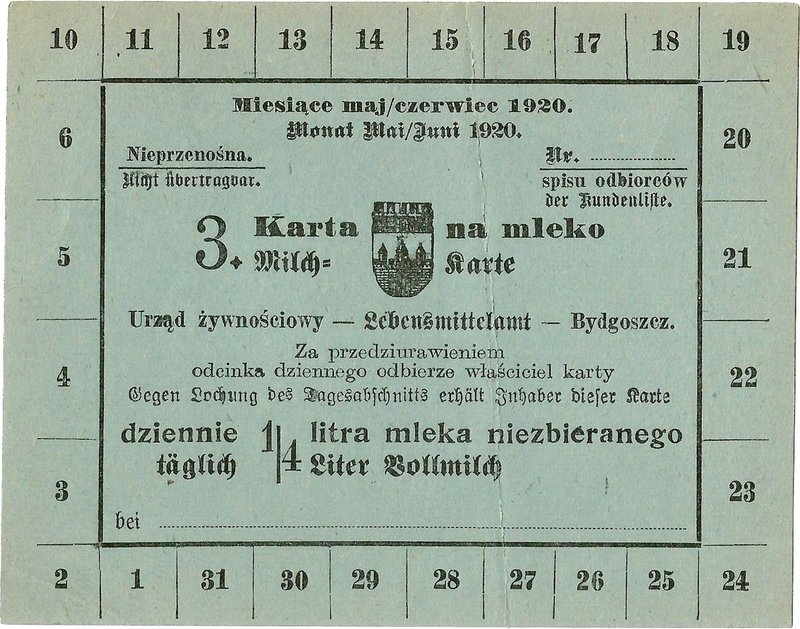 10 11 12 13 14 15 16 17 18 19
Miesiące maj/czerwiec 1920.
Monat Mai/Juni 1920.
6
20
Nieprzenośna.
Nicht übertragbar.
Nr. ....................
spisu odbiorców
der Kundenliste.
3. Karta na mleko
Milch= Karte
5
21
Urząd żywnościowy — Lebensmittelamt — Bydgoszcz.
Za przedziurawieniem
odcinka dziennego odbierze właściciel karty
Gegen Lochung des Tagesabschnitts erhält Inhaber dieser Karte
4
22
dziennie 1/4 litra mleka niezbieranego
täglich Liter Vollmilch
3
23
bei ....................
2 1 31 30 29 28 27 26 25 24